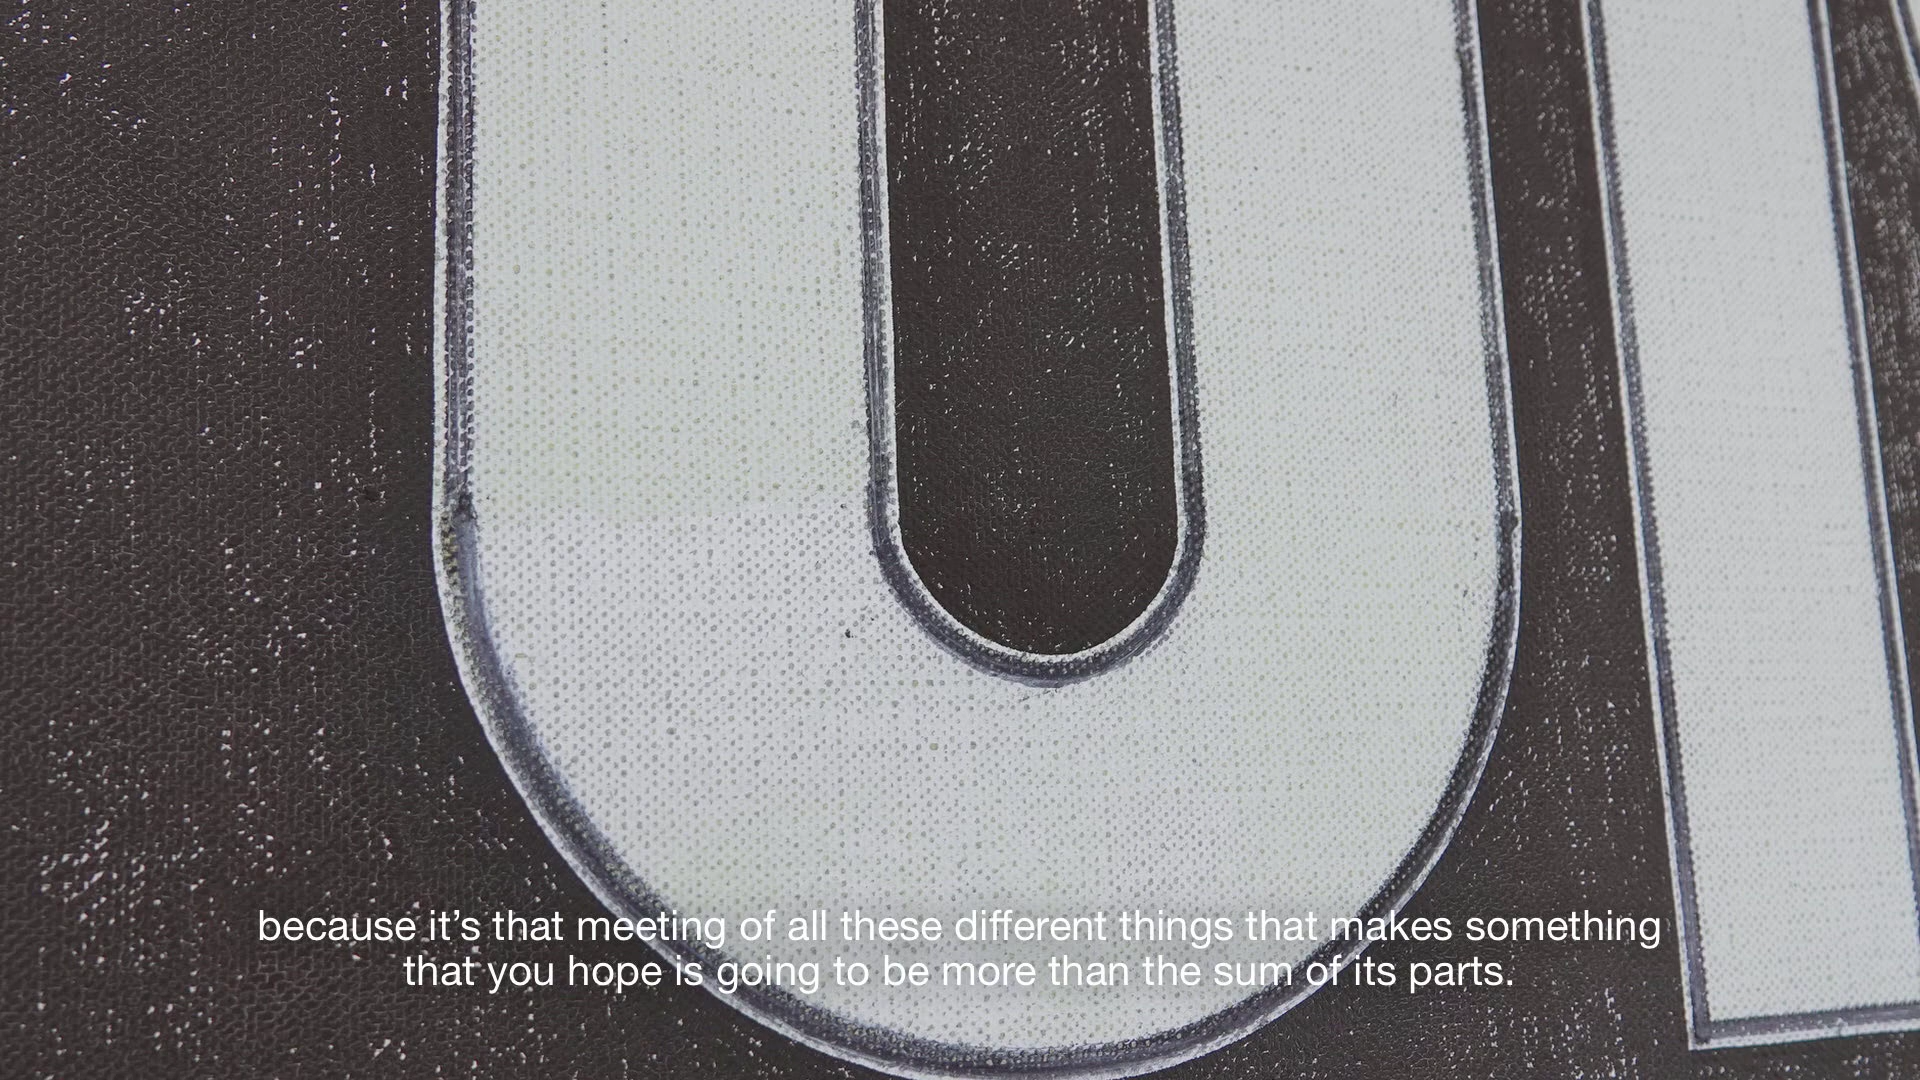 U
because it's that meeting of all these different things that makes something
that you hope is going to be more than the sum of its parts.